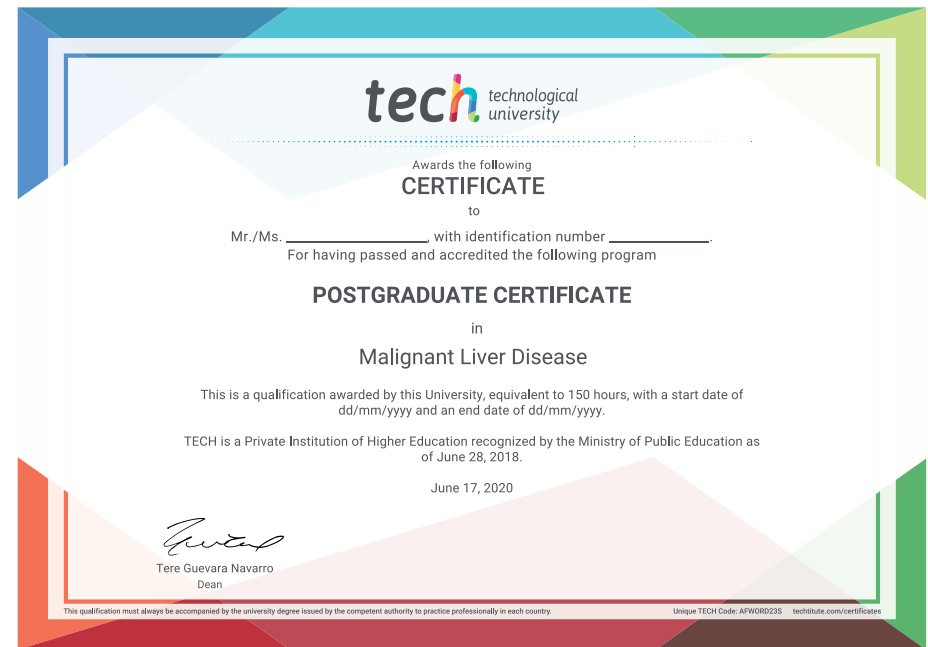 tech technological
university
Awards the following
CERTIFICATE
to
Mr./Ms. ____________________, with identification number ______________.
For having passed and accredited the following program
POSTGRADUATE CERTIFICATE
in
Malignant Liver Disease
This is a qualification awarded by this University, equivalent to 150 hours, with a start date of
dd/mm/yyyy and an end date of dd/mm/yyyy.
TECH is a Private Institution of Higher Education recognized by the Ministry of Public Education as
of June 28, 2018.
June 17, 2020
Tere Guevara Navarro
Dean
This qualification must always be accompanied by the university degree issued by the competent authority to practice professionally in each country.
Unique TECH Code: AFWORD23S techtitute.com/certificates